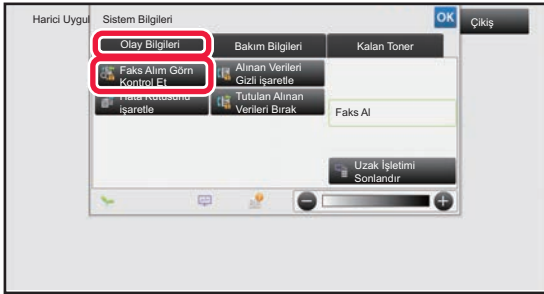 Harici Uygul
Sistem Bilgileri
OK
Çıkış
Olay Bilgileri
Bakım Bilgileri
Kalan Toner
Faks Alım Görn
Kontrol Et
Alınan Verileri
Gizli işaretle
Hata Kutusunu
işaretle
Tutulan Alınan
Verileri Bırak
Faks Al
Uzak İşletimi
Sonlandır